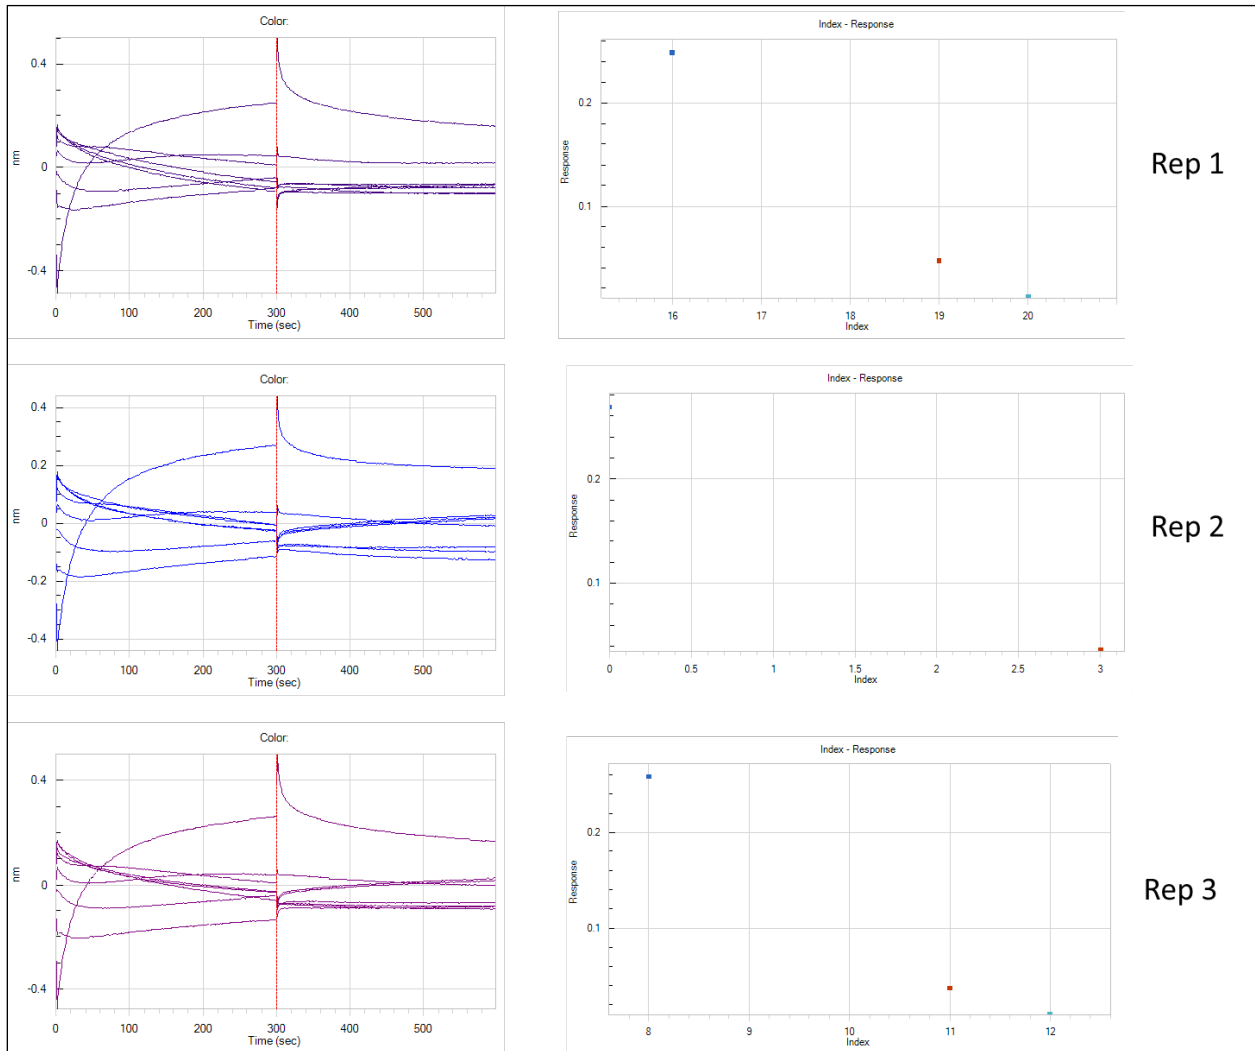 Color:
0.4
0
-0.4
nm
0
100
200
300
400
500
Time (sec)
Index - Response
0.2
0.1
Response
16
17
18
19
20
Index
Rep 1
Color:
0.4
0.2
0
-0.2
-0.4
nm
0
100
200
300
400
500
Time (sec)
Index - Response
0.2
0.1
Response
0
0.5
1
1.5
2
2.5
3
Index
Rep 2
Color:
0.4
0
-0.4
nm
0
100
200
300
400
500
Time (sec)
Index - Response
0.2
0.1
Response
8
9
10
11
12
Index
Rep 3